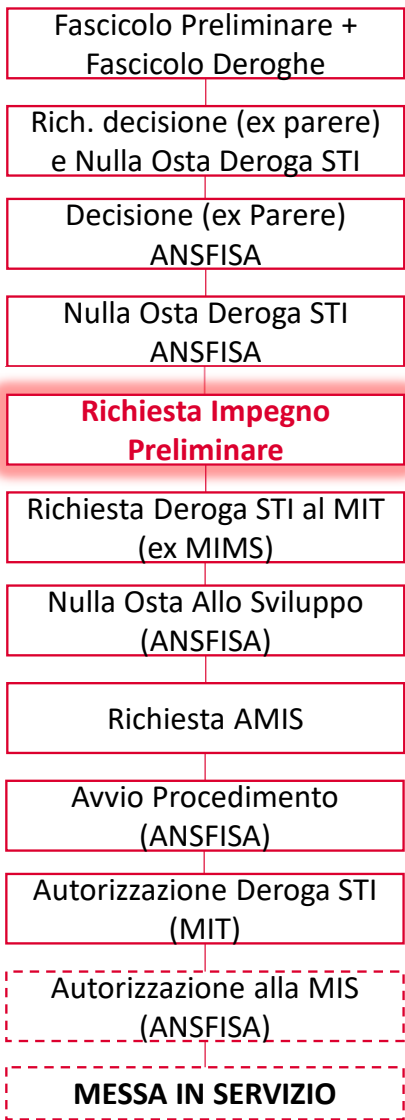 Fascicolo Preliminare +
Fascicolo Deroghe
Rich. decisione (ex parere)
e Nulla Osta Deroga STI
Decisione (ex Parere)
ANSFISA
Nulla Osta Deroga STI
ANSFISA
Richiesta Impegno
Preliminare
Richiesta Deroga STI al MIT
(ex MIMS)
Nulla Osta Allo Sviluppo
(ANSFISA)
Richiesta AMIS
Avvio Procedimento
(ANSFISA)
Autorizzazione Deroga STI
(MIT)
Autorizzazione alla MIS
(ANSFISA)
MESSA IN SERVIZIO